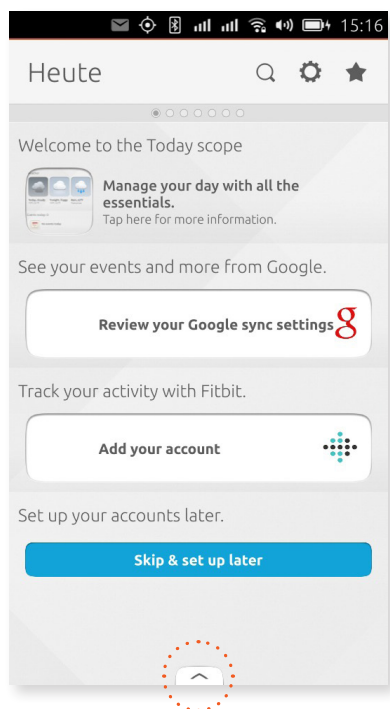 15:16
Heute
Welcome to the Today scope
Manage your day with all the
essentials.
Tap here for more information.
See your events and more from Google.
Review your Google sync settings
Track your activity with Fitbit.
Add your account
Set up your accounts later.
Skip & set up later